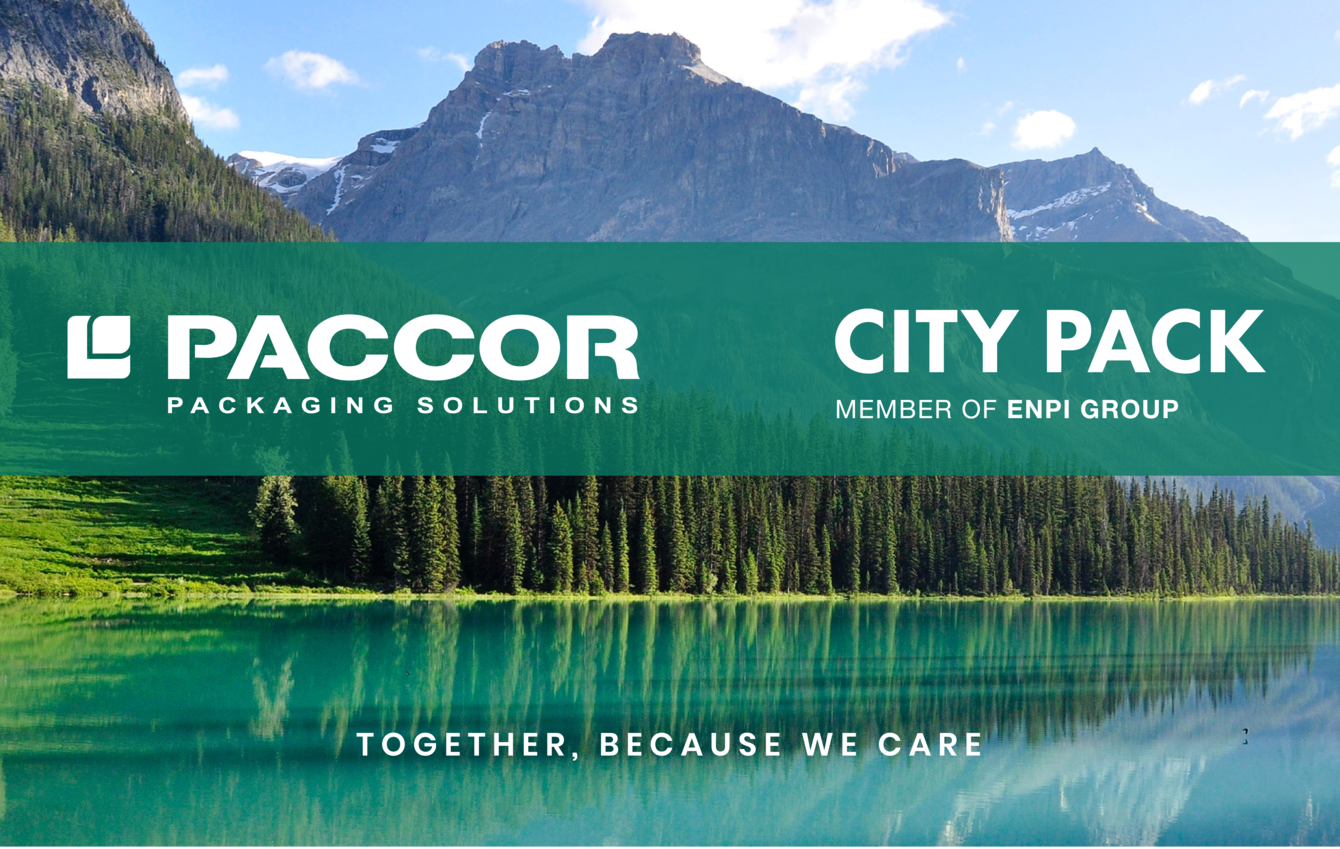 PACCOR
PACKAGING SOLUTIONS
CITY PACK
MEMBER OF ENPI GROUP
TOGETHER, BECAUSE WE CARE